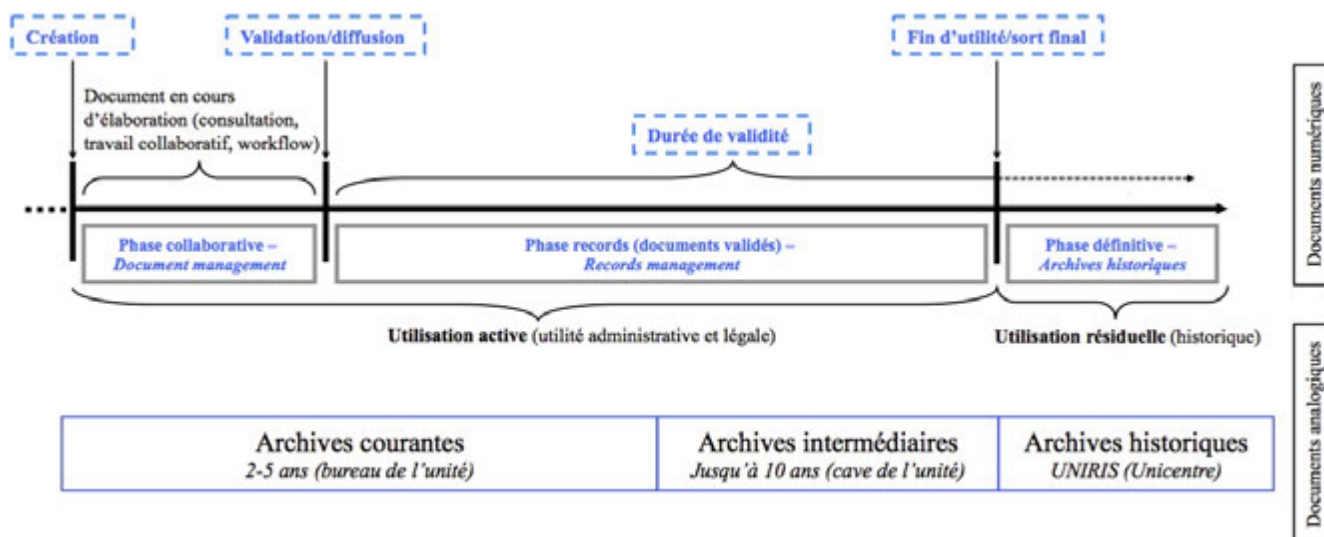 Création
Validation/diffusion
Fin d'utilité/sort final
Document en cours
d'élaboration (consultation,
travail collaboratif, workflow)
Durée de validité
Phase collaborative –
Document management
Phase records (documents validés) –
Records management
Phase définitive –
Archives historiques
Utilisation active (utilité administrative et légale)
Utilisation résiduelle (historique)
Documents numériques
Archives courantes
2-5 ans (bureau de l'unité)
Archives intermédiaires
Jusqu'à 10 ans (cave de l'unité)
Archives historiques
UNIRIS (Unicentre)
Documents analogiques